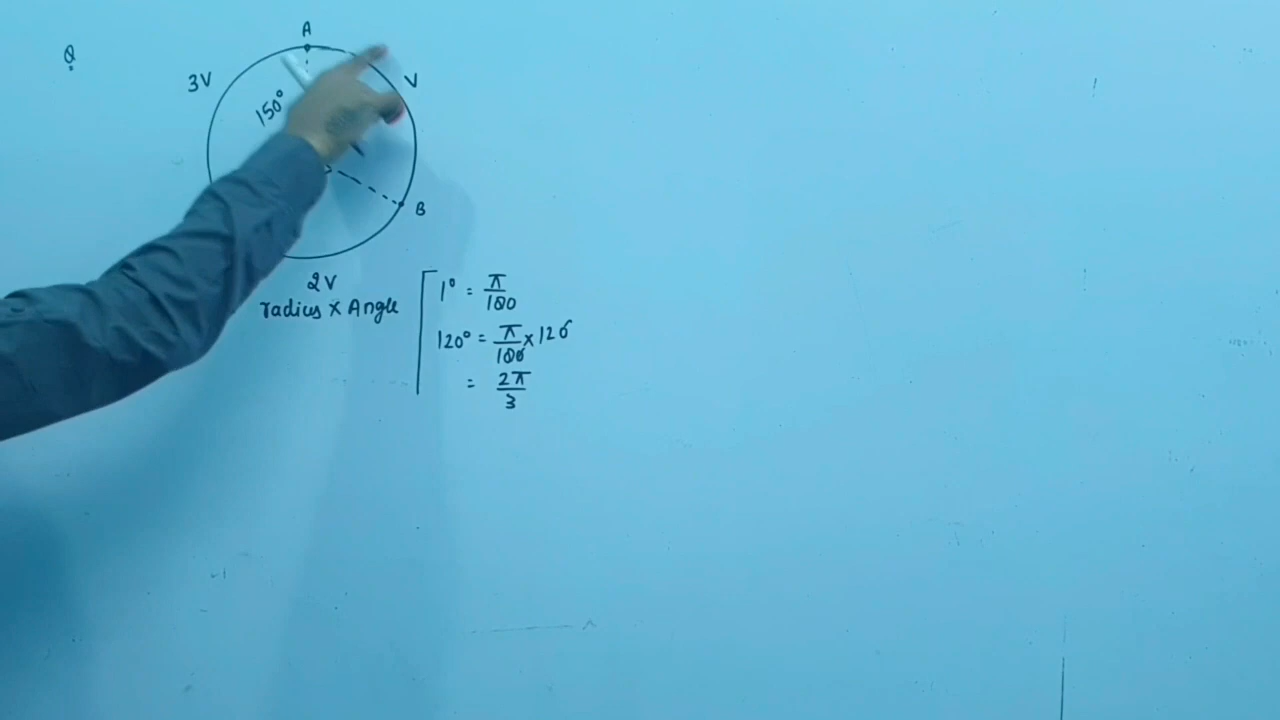 Q
A
3V
V
150°
B
2V
radius × Angle
1° = π/180
120° = π/180 × 120
= 2π/3